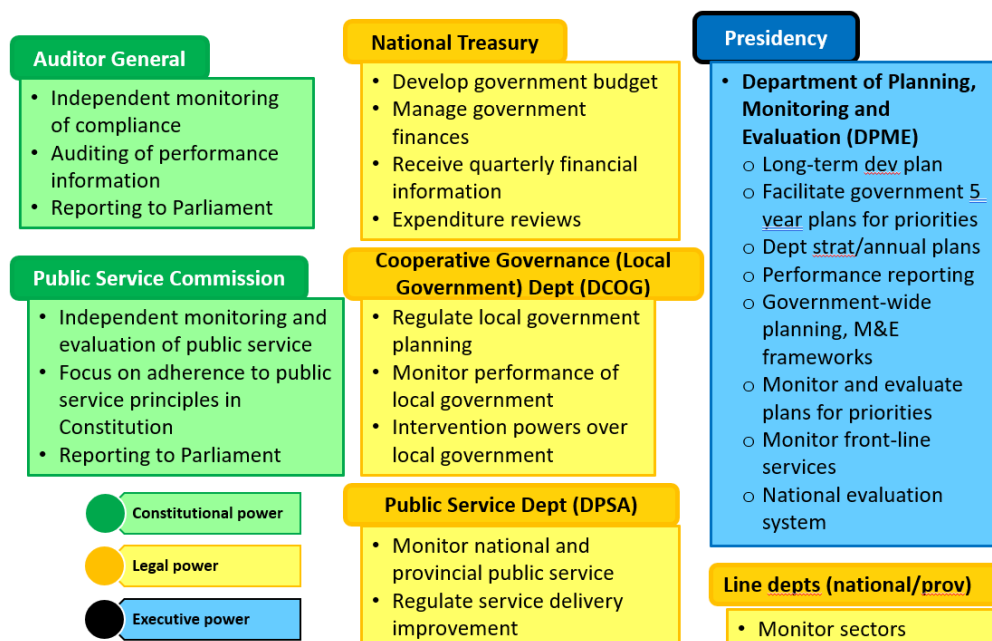 Auditor General
• Independent monitoring
of compliance
• Auditing of performance
information
• Reporting to Parliament
Public Service Commission
• Independent monitoring and
evaluation of public service
• Focus on adherence to public
service principles in
Constitution
• Reporting to Parliament
Constitutional power
Legal power
Executive power
National Treasury
• Develop government budget
• Manage government
finances
• Receive quarterly financial
information
• Expenditure reviews
Cooperative Governance (Local
Government) Dept (DCOG)
• Regulate local government
planning
• Monitor performance of
local government
• Intervention powers over
local government
Public Service Dept (DPSA)
• Monitor national and
provincial public service
• Regulate service delivery
improvement
Presidency
• Department of Planning,
Monitoring and
Evaluation (DPME)
o Long-term dev plan
o Facilitate government 5
year plans for priorities
o Dept strat/annual plans
o Performance reporting
o Government-wide
planning, M&E
frameworks
o Monitor and evaluate
plans for priorities
o Monitor front-line
services
o National evaluation
system
Line depts (national/prov)
• Monitor sectors